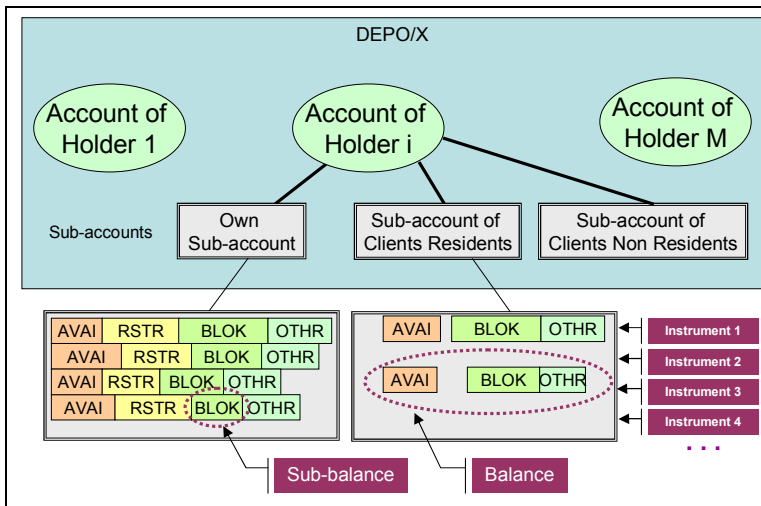 DEPO/X
Account of
Holder 1
Account of
Holder i
Account of
Holder M
Sub-accounts
Own
Sub-account
Sub-account of
Clients Residents
Sub-account of
Clients Non Residents
AVAI RSTR BLOK OTHR
AVAI RSTR BLOK OTHR
AVAI RSTR BLOK OTHR
AVAI RSTR BLOK OTHR
AVAI BLOK OTHR
AVAI BLOK OTHR
Instrument 1
Instrument 2
Instrument 3
Instrument 4
. . .
Sub-balance
Balance